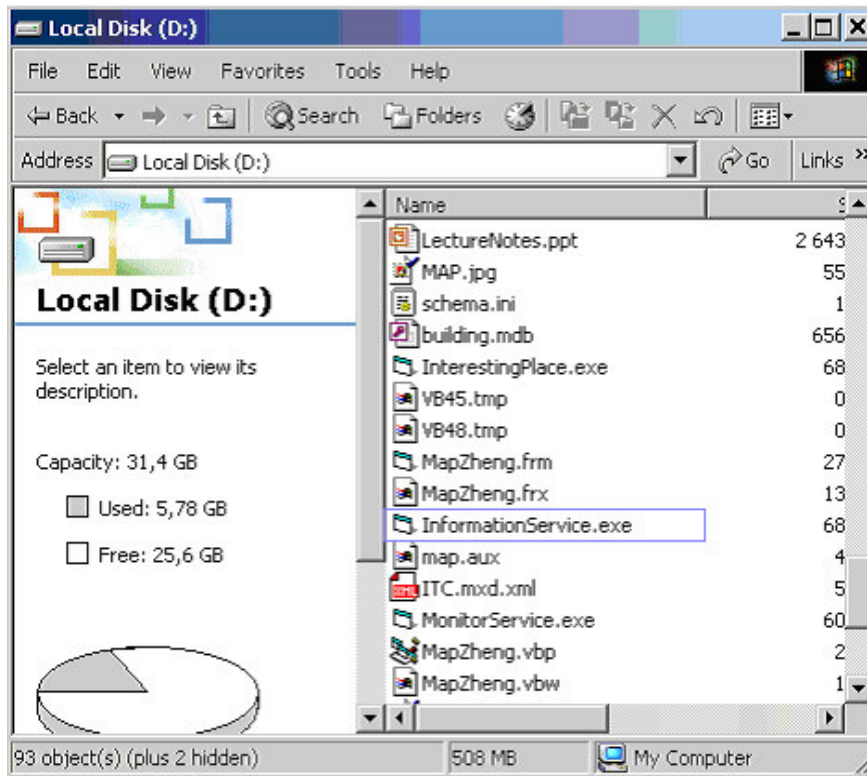 Local Disk (D:)
File Edit View Favorites Tools Help
Back Search Folders
Address Local Disk (D:) Go Links »
Name S
Local Disk (D:)
Select an item to view its
description.
Capacity: 31,4 GB
Used: 5,78 GB
Free: 25,6 GB
LectureNotes.ppt 2 643
MAP.jpg 55
schema.ini 1
building.mdb 656
InterestingPlace.exe 68
VB45.tmp 0
VB48.tmp 0
MapZheng.frm 27
MapZheng.frx 13
InformationService.exe 68
map.aux 4
ITC.mxd.xml 5
MonitorService.exe 60
MapZheng.vbp 2
MapZheng.vbw 1
93 object(s) (plus 2 hidden) 508 MB My Computer